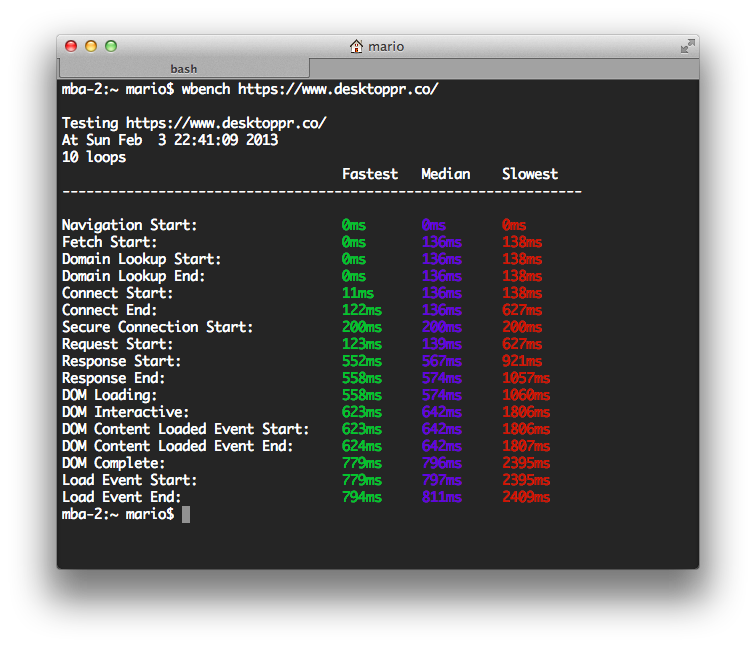 mario
bash
mba-2:~ mario$ wbench https://www.desktoppr.co/
Testing https://www.desktoppr.co/
At Sun Feb  3 22:41:09 2013
10 loops
Fastest   Median    Slowest
-----------------------------------------------------------------
Navigation Start:                  0ms       0ms       0ms
Fetch Start:                       0ms       136ms     138ms
Domain Lookup Start:               0ms       136ms     138ms
Domain Lookup End:                 0ms       136ms     138ms
Connect Start:                     11ms      136ms     138ms
Connect End:                       122ms     136ms     627ms
Secure Connection Start:           200ms     200ms     200ms
Request Start:                     123ms     139ms     627ms
Response Start:                    552ms     567ms     921ms
Response End:                      558ms     574ms     1057ms
DOM Loading:                       558ms     574ms     1060ms
DOM Interactive:                   623ms     642ms     1806ms
DOM Content Loaded Event Start:    623ms     642ms     1806ms
DOM Content Loaded Event End:      624ms     642ms     1807ms
DOM Complete:                      779ms     796ms     2395ms
Load Event Start:                  779ms     797ms     2395ms
Load Event End:                    794ms     811ms     2409ms
mba-2:~ mario$